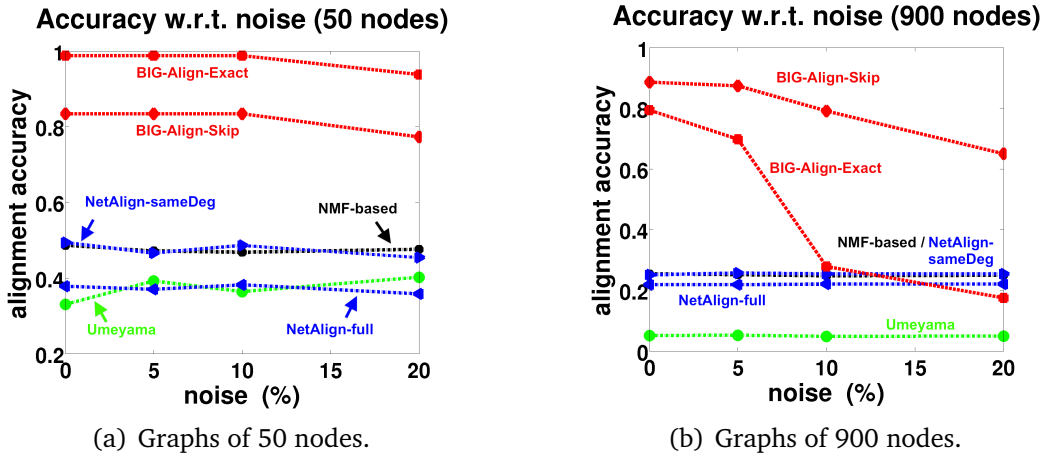 Accuracy w.r.t. noise (50 nodes)
alignment accuracy
1
0.8
0.6
0.4
0.2
BIG-Align-Exact
BIG-Align-Skip
NetAlign-sameDeg
NMF-based
Umeyama
NetAlign-full
0 5 10 15 20
noise (%)
(a) Graphs of 50 nodes.
Accuracy w.r.t. noise (900 nodes)
alignment accuracy
1
0.8
0.6
0.4
0.2
0
BIG-Align-Skip
BIG-Align-Exact
NMF-based / NetAlign-
sameDeg
NetAlign-full
Umeyama
0 5 10 15 20
noise (%)
(b) Graphs of 900 nodes.